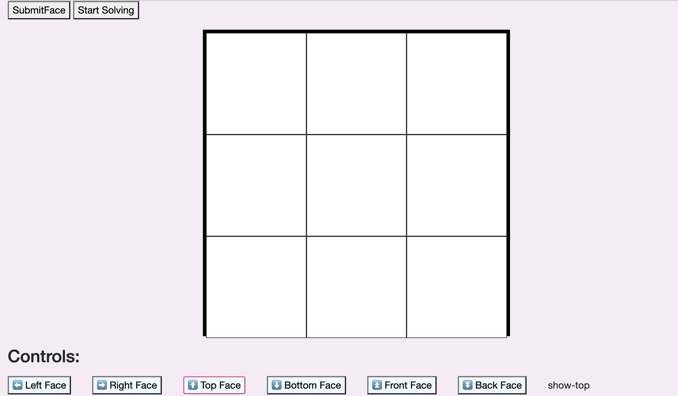 SubmitFace Start Solving
Controls:
Left Face Right Face Top Face Bottom Face Front Face Back Face show-top